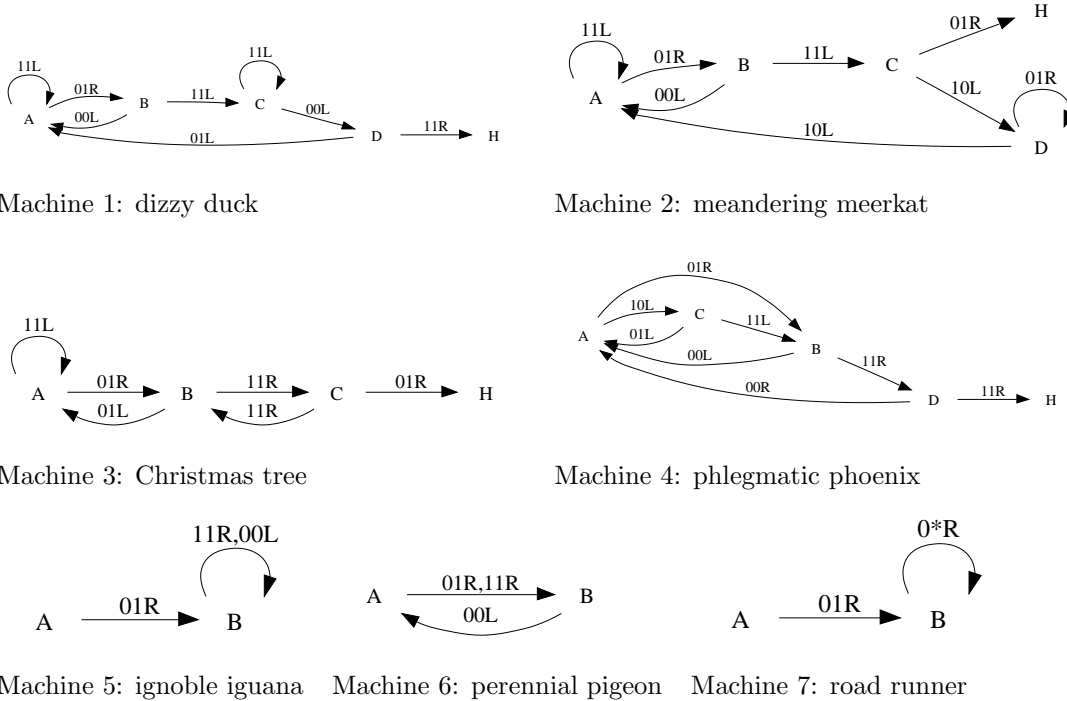 11L
01R
00L
11L
11L
00L
01L
11R
A
B
C
D
H
Machine 1: dizzy duck
11L
01R
00L
11L
01R
10L
01R
10L
A
B
C
H
D
Machine 2: meandering meerkat
11L
01R
01L
11R
11R
01R
A
B
C
H
Machine 3: Christmas tree
01R
10L
01L
11L
00L
11R
00R
11R
A
C
B
D
H
Machine 4: phlegmatic phoenix
11R,00L
01R
A
B
Machine 5: ignoble iguana
01R,11R
00L
A
B
Machine 6: perennial pigeon
0*R
01R
A
B
Machine 7: road runner